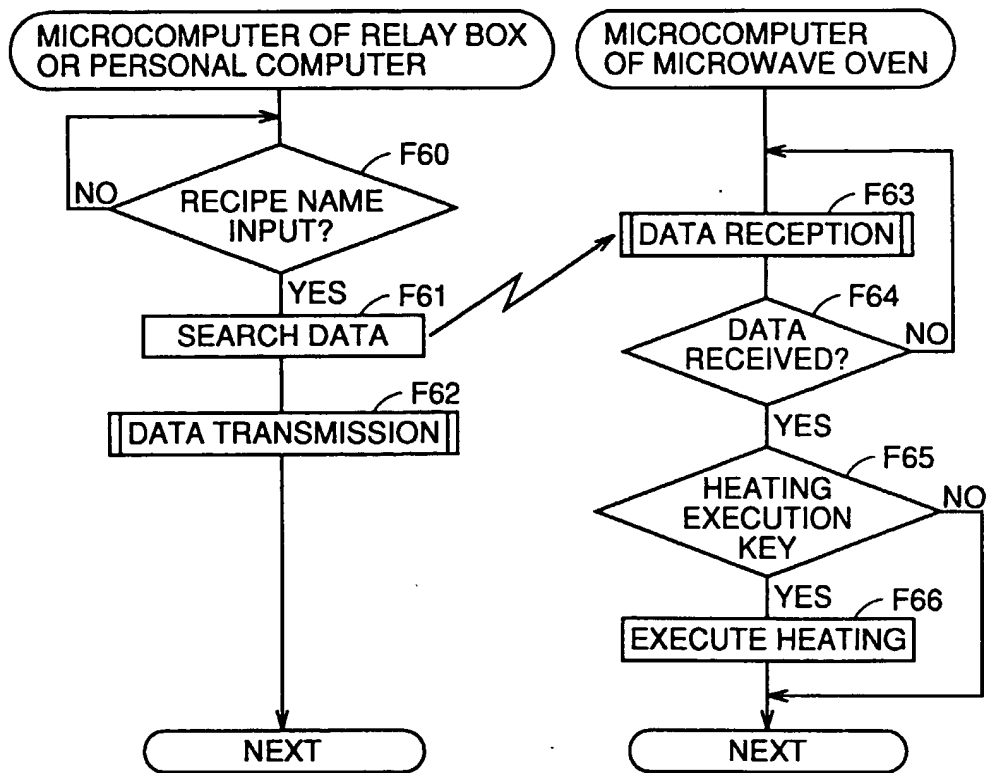 MICROCOMPUTER OF RELAY BOX
OR PERSONAL COMPUTER
F60
NO
RECIPE NAME
INPUT?
YES
F61
SEARCH DATA
F62
DATA TRANSMISSION
NEXT
MICROCOMPUTER
OF MICROWAVE OVEN
F63
DATA RECEPTION
F64
DATA
RECEIVED?
NO
YES
F65
HEATING
EXECUTION
KEY
NO
YES
F66
EXECUTE HEATING
NEXT